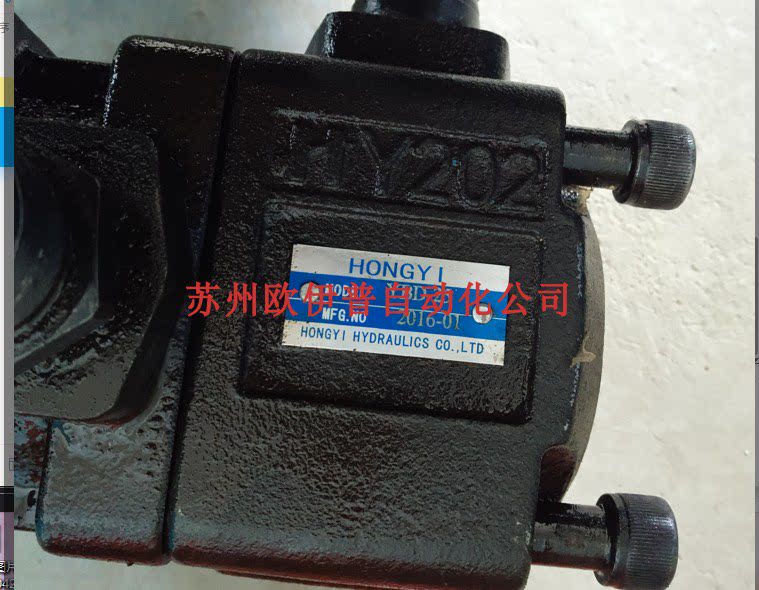 HY202
HONGYI
MODEL
苏州欧伊普自动化公司
MFG.NO 2016-01
HONGYI HYDRAULICS CO.,LTD